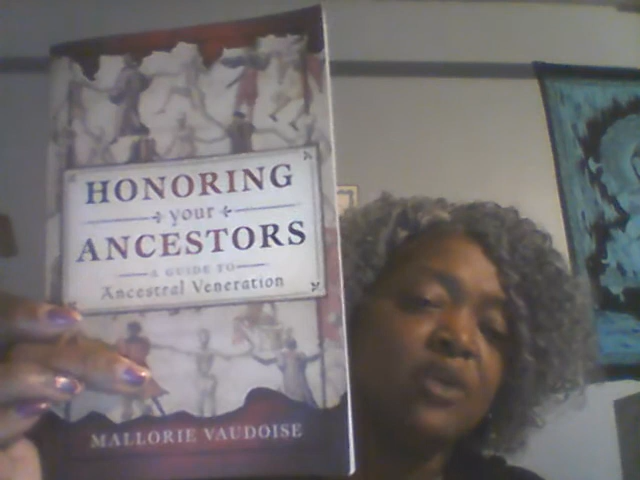 HONORING
your
ANCESTORS
A GUIDE TO
Ancestral Veneration
MALLORIE VAUDOISE